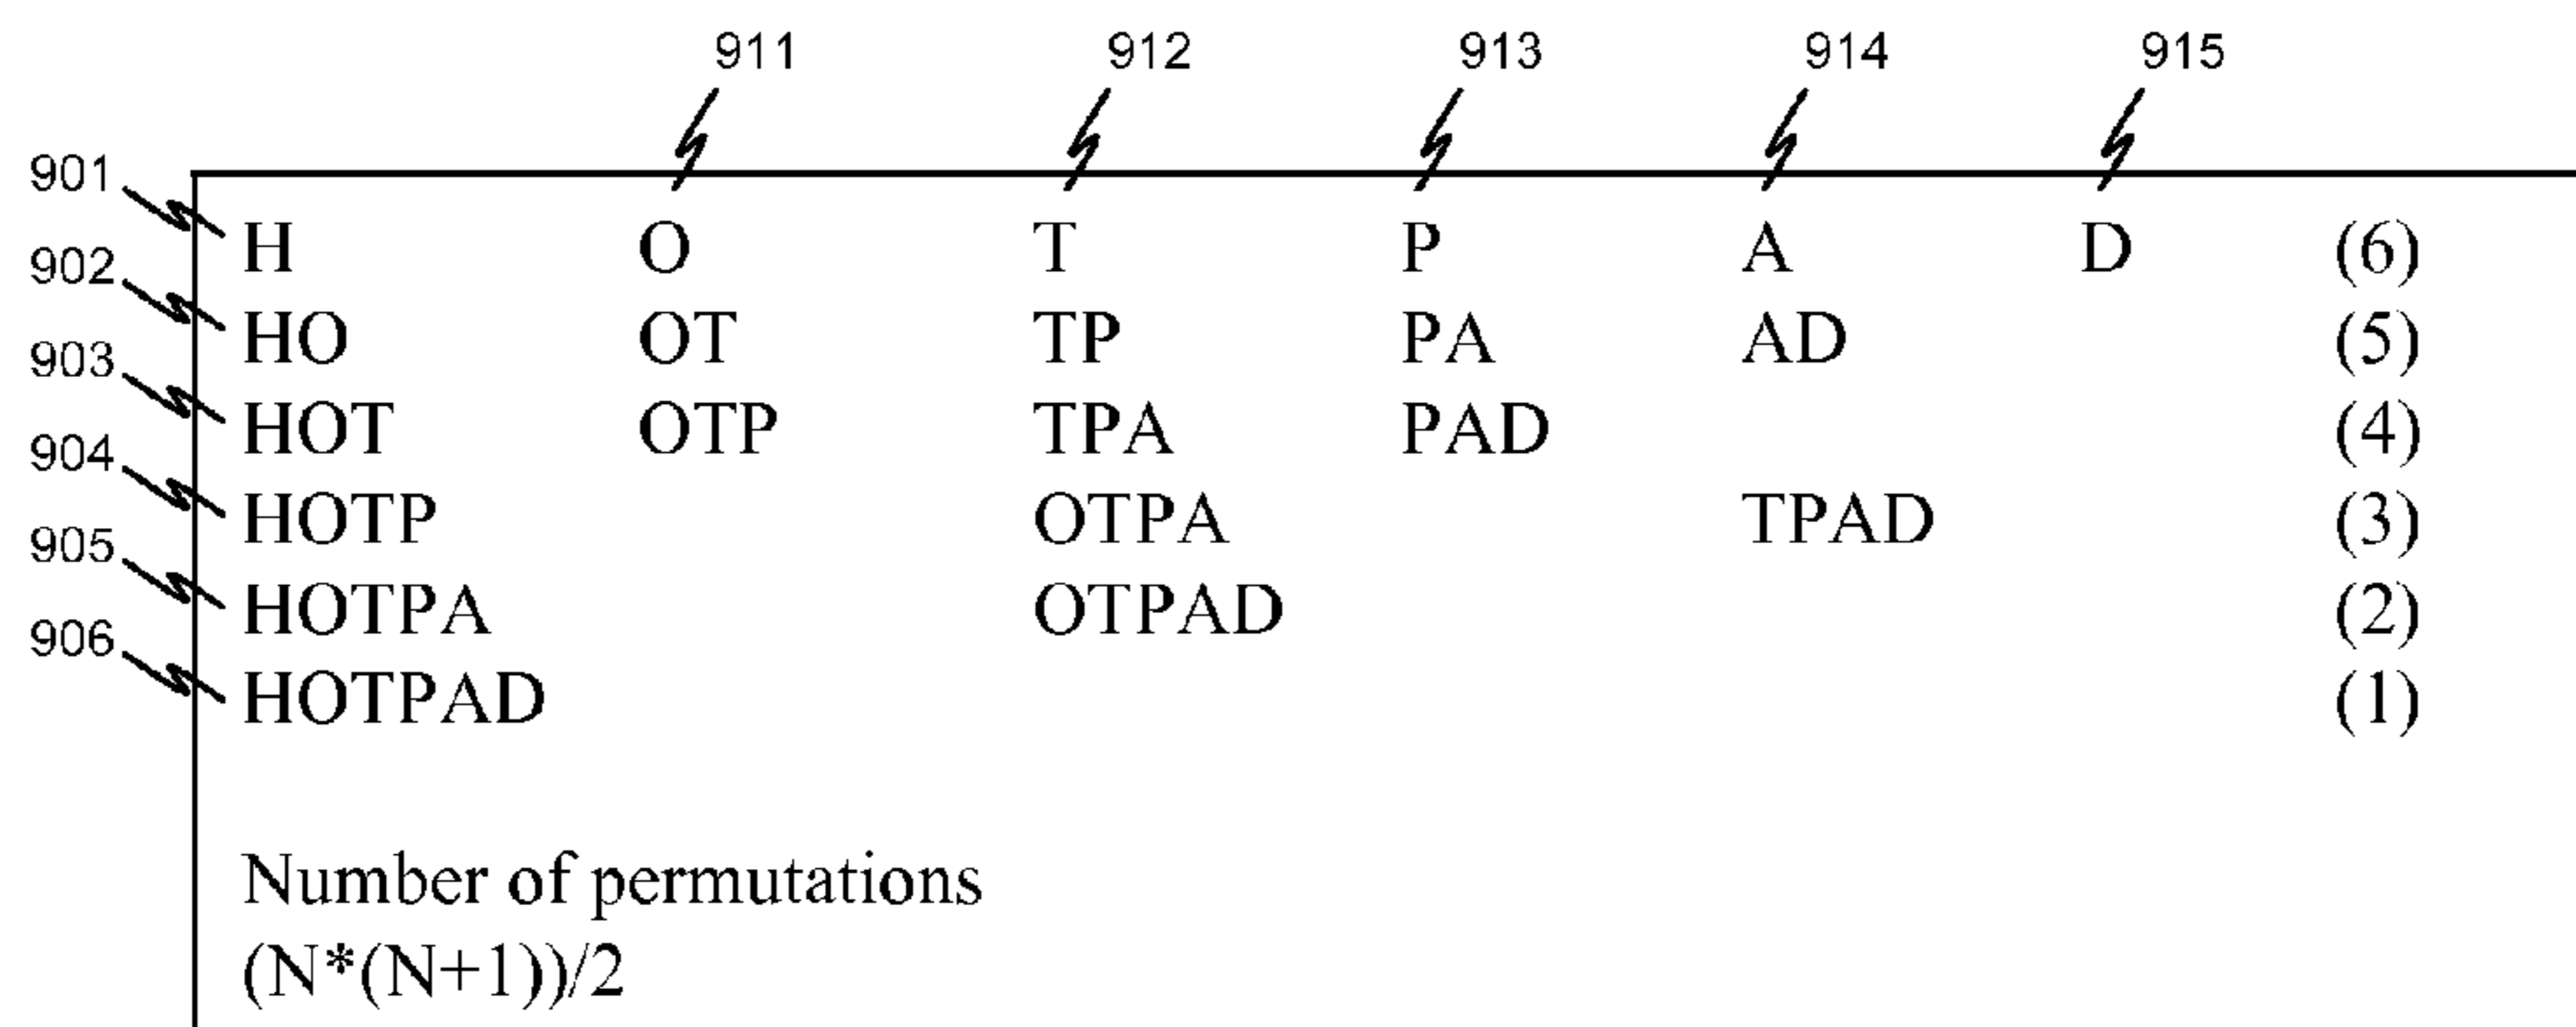 911 912 913 914 915
901
H O T P A D (6)
902
HO OT TP PA AD (5)
903
HOT OTP TPA PAD (4)
904
HOTP OTPA TPAD (3)
905
HOTPA OTPAD (2)
906
HOTPAD (1)
Number of permutations
(N*(N+1))/2